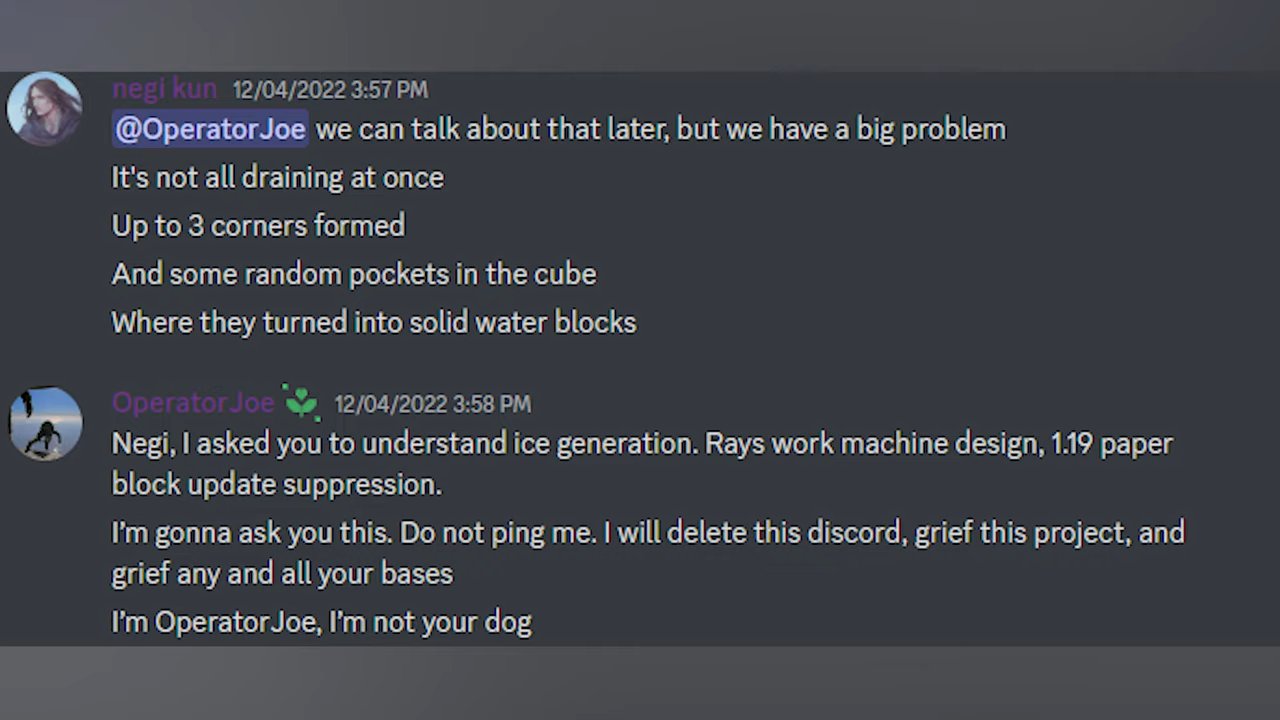 negi kun 12/04/2022 3:57 PM
@OperatorJoe we can talk about that later, but we have a big problem
It's not all draining at once
Up to 3 corners formed
And some random pockets in the cube
Where they turned into solid water blocks
OperatorJoe 12/04/2022 3:58 PM
Negi, I asked you to understand ice generation. Rays work machine design, 1.19 paper
block update suppression.
I'm gonna ask you this. Do not ping me. I will delete this discord, grief this project, and
grief any and all your bases
I'm OperatorJoe, I'm not your dog